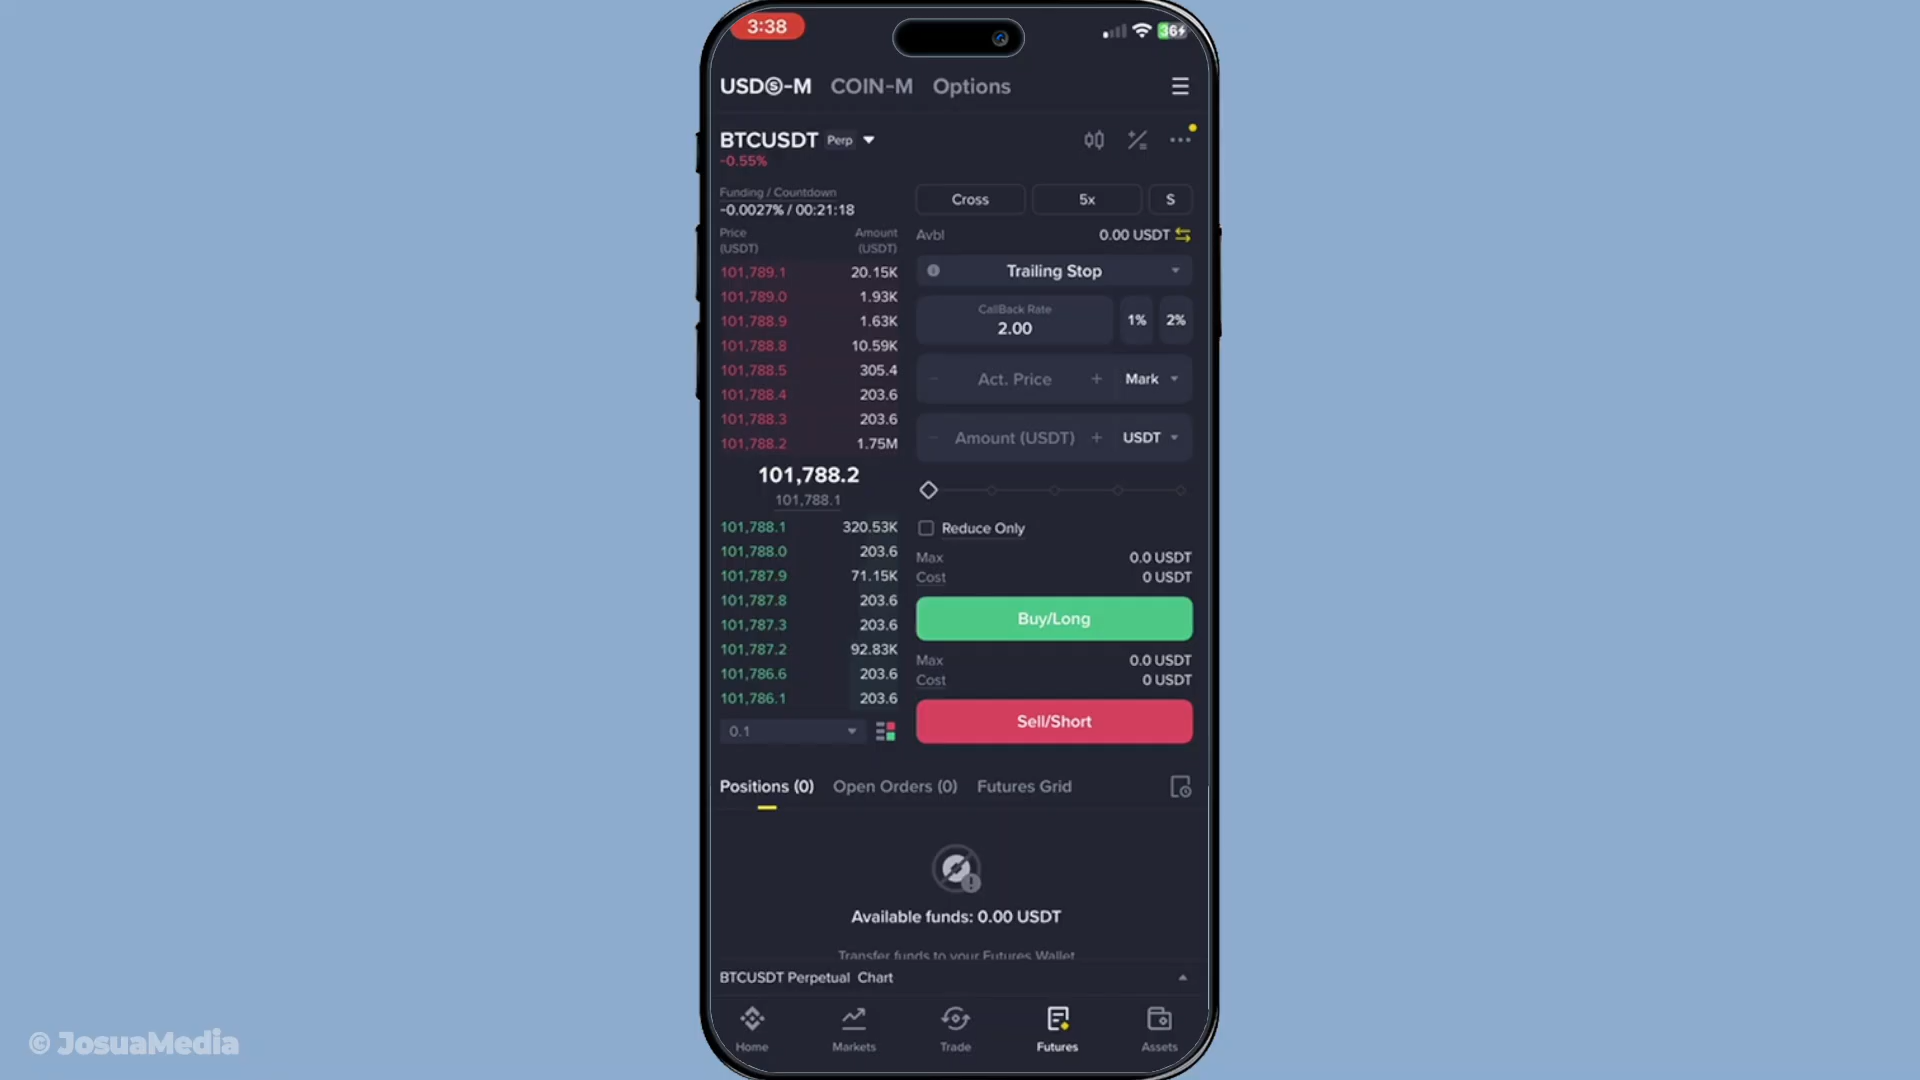 3:38
36
USDⓈ-M COIN-M Options
BTCUSDT Perp
-0.55%
Funding / Countdown
-0.0027% / 00:21:18
Cross 5x S
Price (USDT) Amount (USDT)
Avbl 0.00 USDT
101,789.1 20.15K
101,789.0 1.93K
101,788.9 1.63K
101,788.8 10.59K
101,788.5 305.4
101,788.4 203.6
101,788.3 203.6
101,788.2 1.75M
101,788.2
101,788.1
101,788.1 320.53K
101,788.0 203.6
101,787.9 71.15K
101,787.8 203.6
101,787.3 203.6
101,787.2 92.83K
101,786.6 203.6
101,786.1 203.6
0.1
Trailing Stop
CallBack Rate
2.00
1% 2%
Act. Price + Mark
Amount (USDT) + USDT
Reduce Only
Max 0.0 USDT
Cost 0 USDT
Buy/Long
Max 0.0 USDT
Cost 0 USDT
Sell/Short
Positions (0) Open Orders (0) Futures Grid
Available funds: 0.00 USDT
Transfer funds to your Futures Wallet
BTCUSDT Perpetual Chart
Home Markets Trade Futures Assets
© JosuaMedia